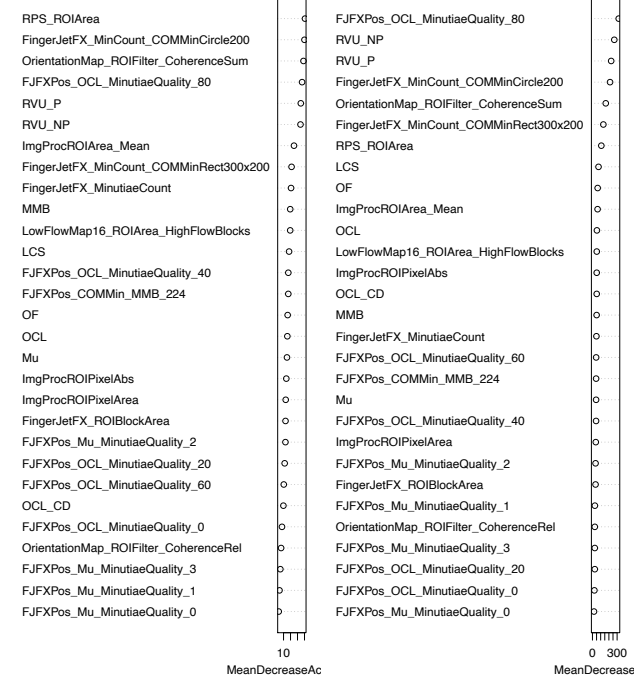 RPS_ROIArea
FingerJetFX_MinCount_COMMinCircle200
OrientationMap_ROIFilter_CoherenceSum
FJFXPos_OCL_MinutiaeQuality_80
RVU_P
RVU_NP
ImgProcROIArea_Mean
FingerJetFX_MinCount_COMMinRect300x200
FingerJetFX_MinutiaeCount
MMB
LowFlowMap16_ROIArea_HighFlowBlocks
LCS
FJFXPos_OCL_MinutiaeQuality_40
FJFXPos_COMMin_MMB_224
OF
OCL
Mu
ImgProcROIPixelAbs
ImgProcROIPixelArea
FingerJetFX_ROIBlockArea
FJFXPos_Mu_MinutiaeQuality_2
FJFXPos_OCL_MinutiaeQuality_20
FJFXPos_OCL_MinutiaeQuality_60
OCL_CD
FJFXPos_OCL_MinutiaeQuality_0
OrientationMap_ROIFilter_CoherenceRel
FJFXPos_Mu_MinutiaeQuality_3
FJFXPos_Mu_MinutiaeQuality_1
FJFXPos_Mu_MinutiaeQuality_0
10
MeanDecreaseAc
FJFXPos_OCL_MinutiaeQuality_80
RVU_NP
RVU_P
FingerJetFX_MinCount_COMMinCircle200
OrientationMap_ROIFilter_CoherenceSum
FingerJetFX_MinCount_COMMinRect300x200
RPS_ROIArea
LCS
OF
ImgProcROIArea_Mean
OCL
LowFlowMap16_ROIArea_HighFlowBlocks
ImgProcROIPixelAbs
OCL_CD
MMB
FingerJetFX_MinutiaeCount
FJFXPos_OCL_MinutiaeQuality_60
FJFXPos_COMMin_MMB_224
Mu
FJFXPos_OCL_MinutiaeQuality_40
ImgProcROIPixelArea
FJFXPos_Mu_MinutiaeQuality_2
FingerJetFX_ROIBlockArea
FJFXPos_Mu_MinutiaeQuality_1
OrientationMap_ROIFilter_CoherenceRel
FJFXPos_Mu_MinutiaeQuality_3
FJFXPos_OCL_MinutiaeQuality_20
FJFXPos_OCL_MinutiaeQuality_0
FJFXPos_Mu_MinutiaeQuality_0
0 300
MeanDecrease